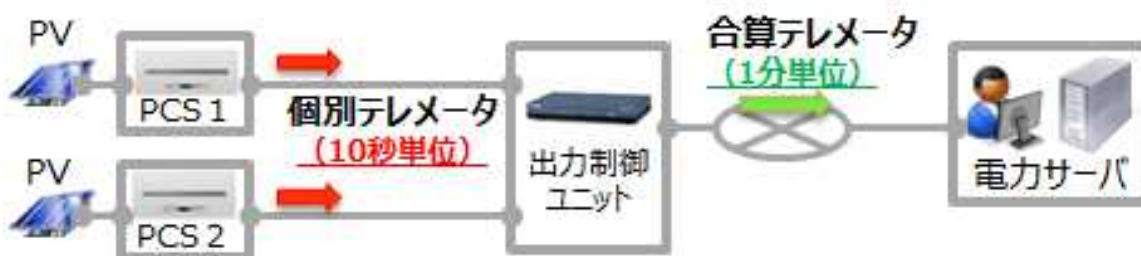 PV
PCS 1
個別テレメータ
（10秒単位）
PV
PCS 2
出力制御
ユニット
合算テレメータ
（1分単位）
電力サーバ